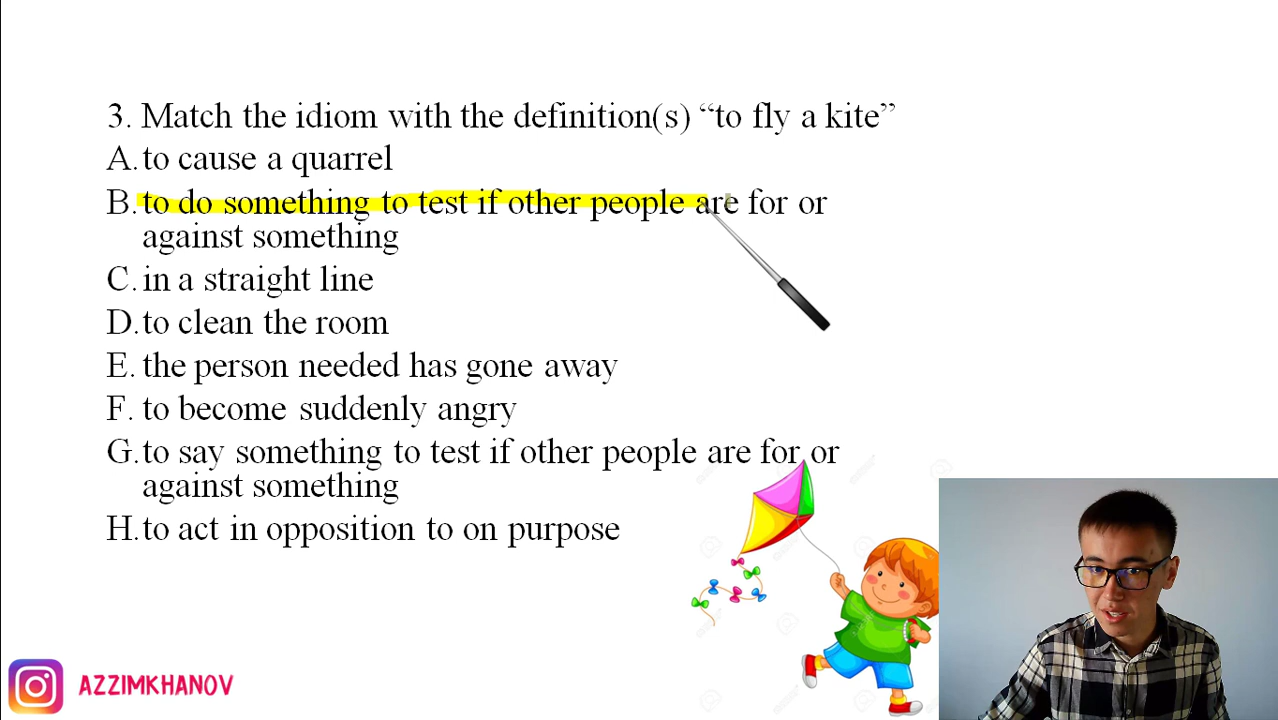 3. Match the idiom with the definition(s) “to fly a kite”
A. to cause a quarrel
B. to do something to test if other people are for or
against something
C. in a straight line
D. to clean the room
E. the person needed has gone away
F. to become suddenly angry
G. to say something to test if other people are for or
against something
H. to act in opposition to on purpose
AZZIMKHANOV